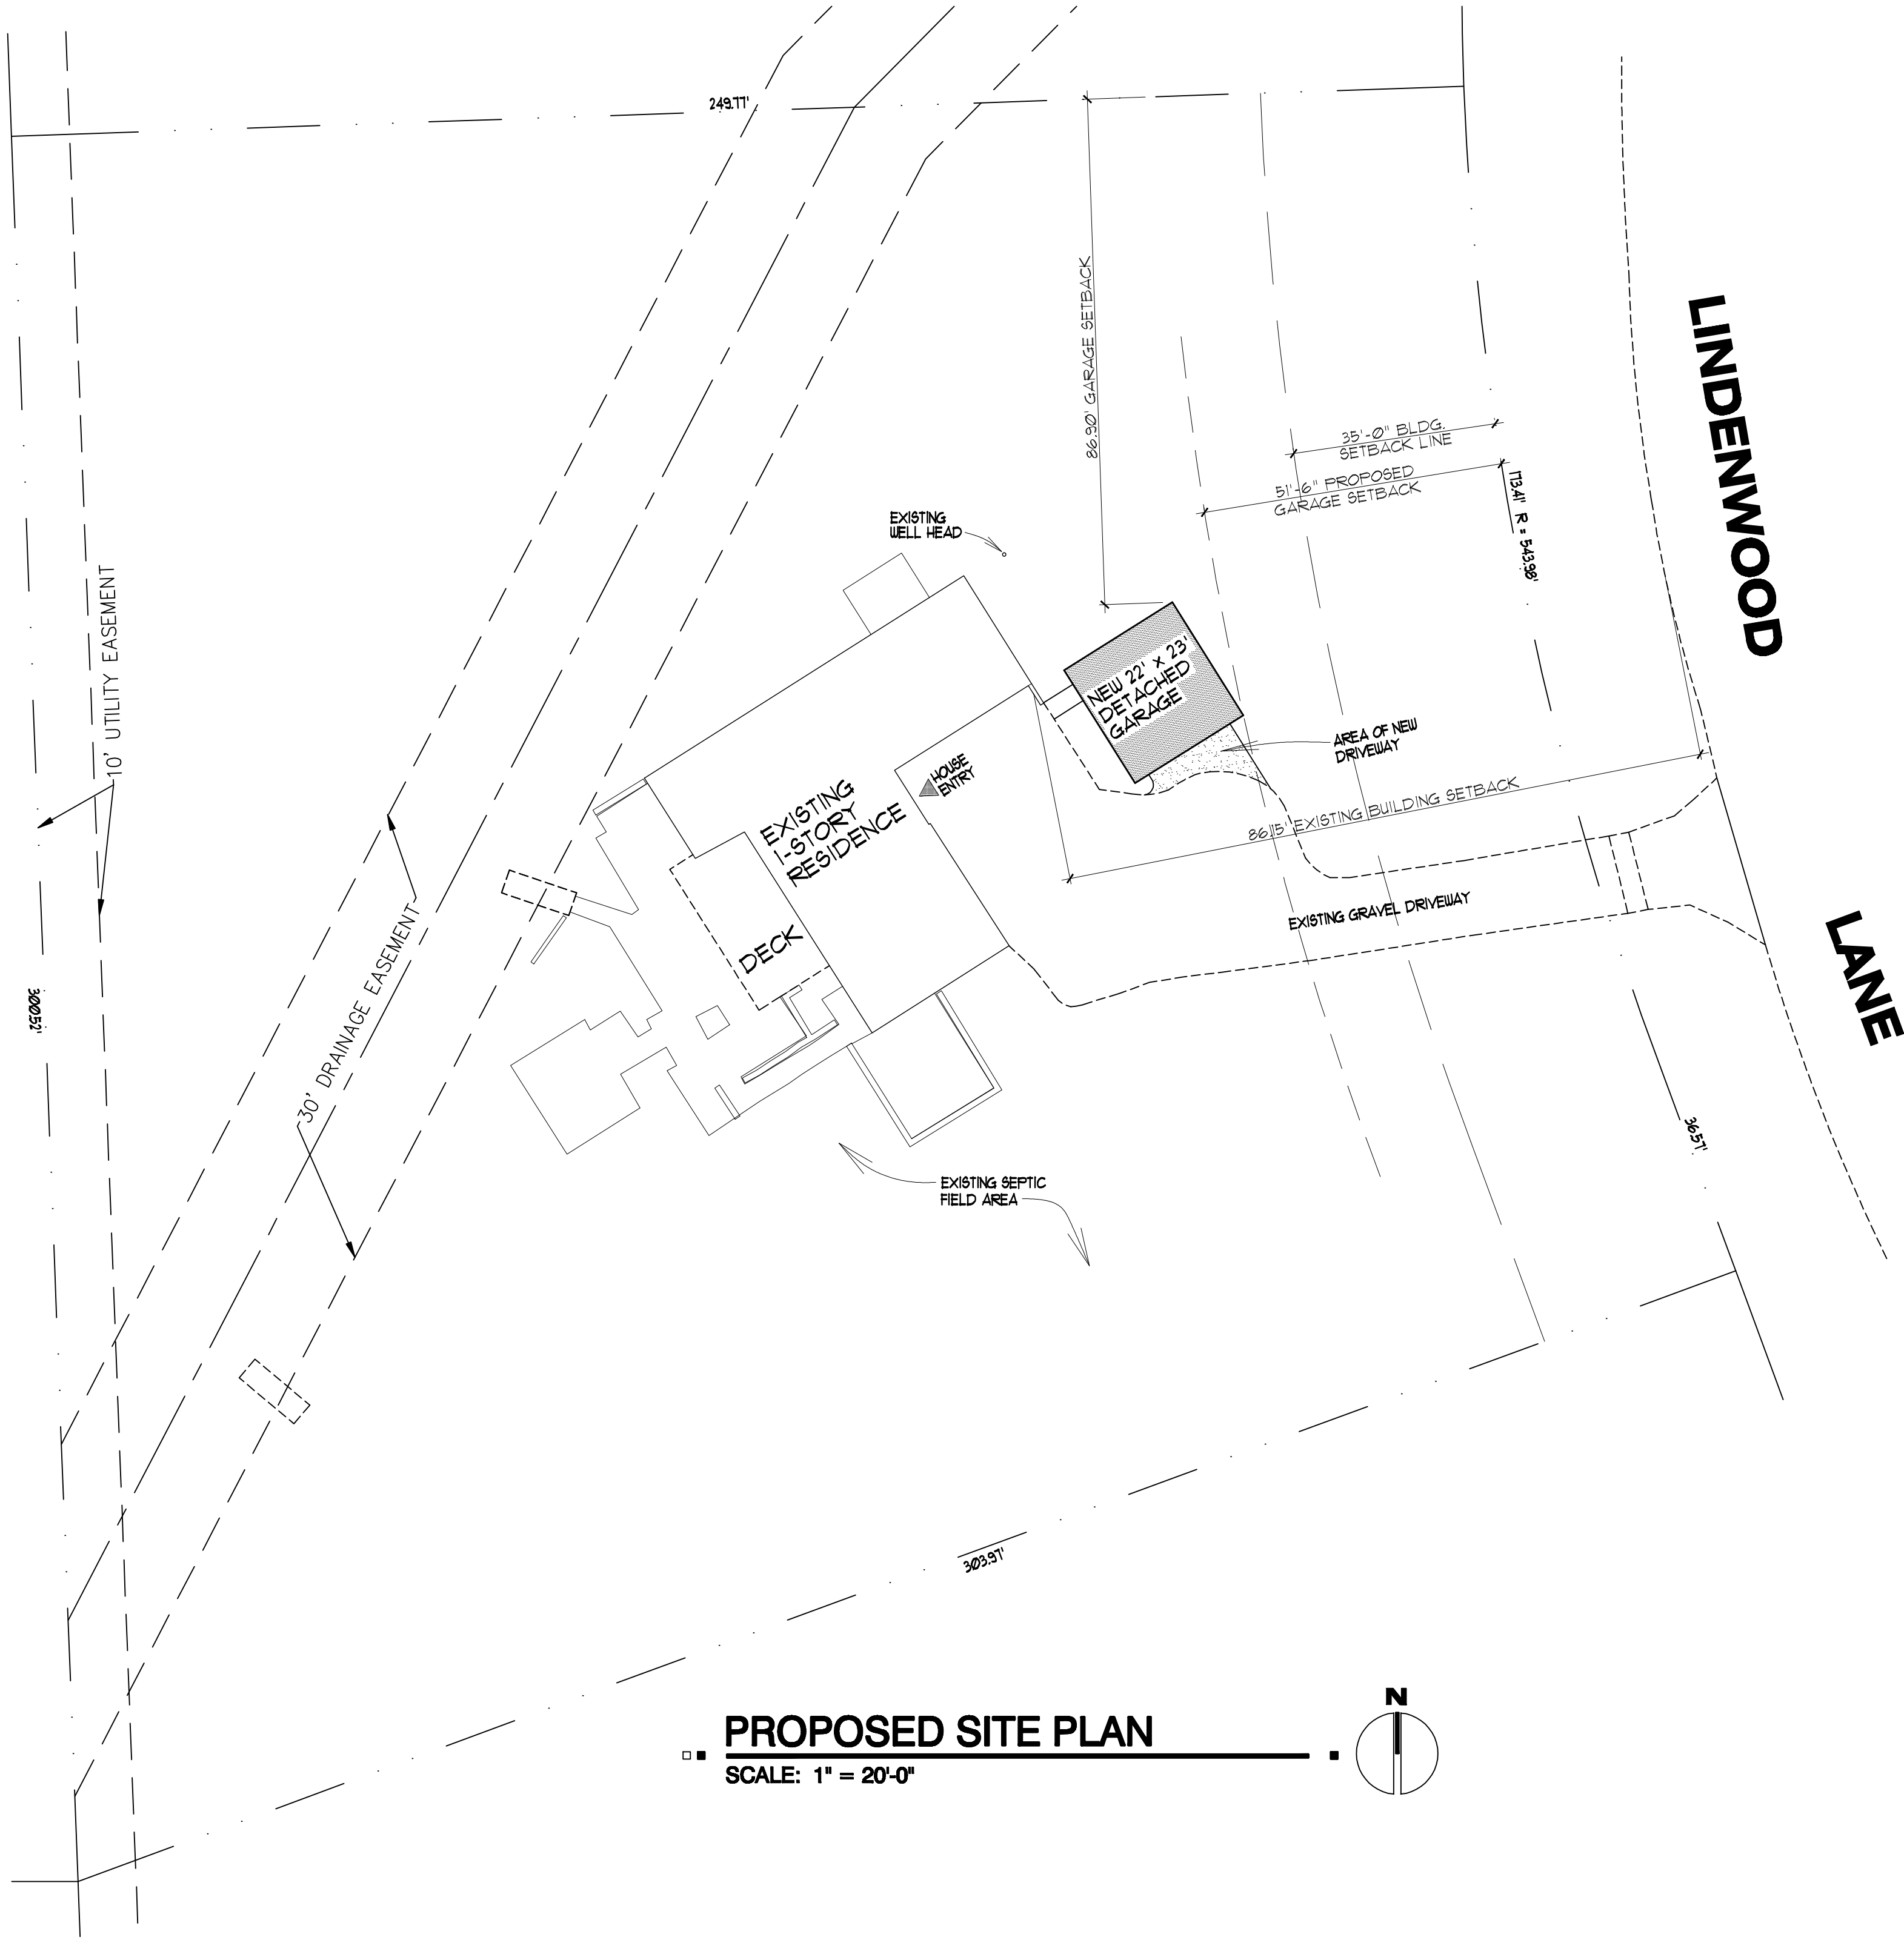 249.77'
LINDENWOOD
LANE
86.90' GARAGE SETBACK
35'-0" BLDG.
SETBACK LINE
51'-6" PROPOSED
GARAGE SETBACK
173.41' R = 543.98'
EXISTING
WELL HEAD
10' UTILITY EASEMENT
NEW 22' x 23'
DETACHED
GARAGE
AREA OF NEW
DRIVEWAY
HOUSE
ENTRY
EXISTING
1-STORY
RESIDENCE
86.15' EXISTING BUILDING SETBACK
EXISTING GRAVEL DRIVEWAY
DECK
30' DRAINAGE EASEMENT
300.52'
36.57'
EXISTING SEPTIC
FIELD AREA
303.97'
N
PROPOSED SITE PLAN
SCALE: 1" = 20'-0"